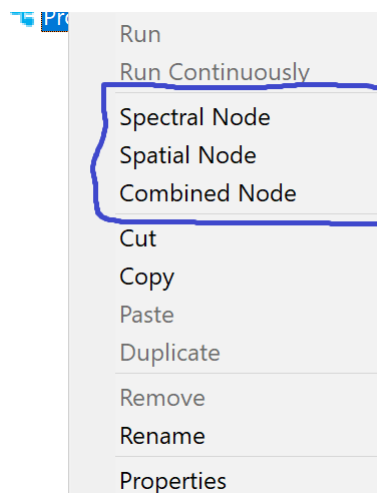 Run
Run Continuously
Spectral Node
Spatial Node
Combined Node
Cut
Copy
Paste
Duplicate
Remove
Rename
Properties